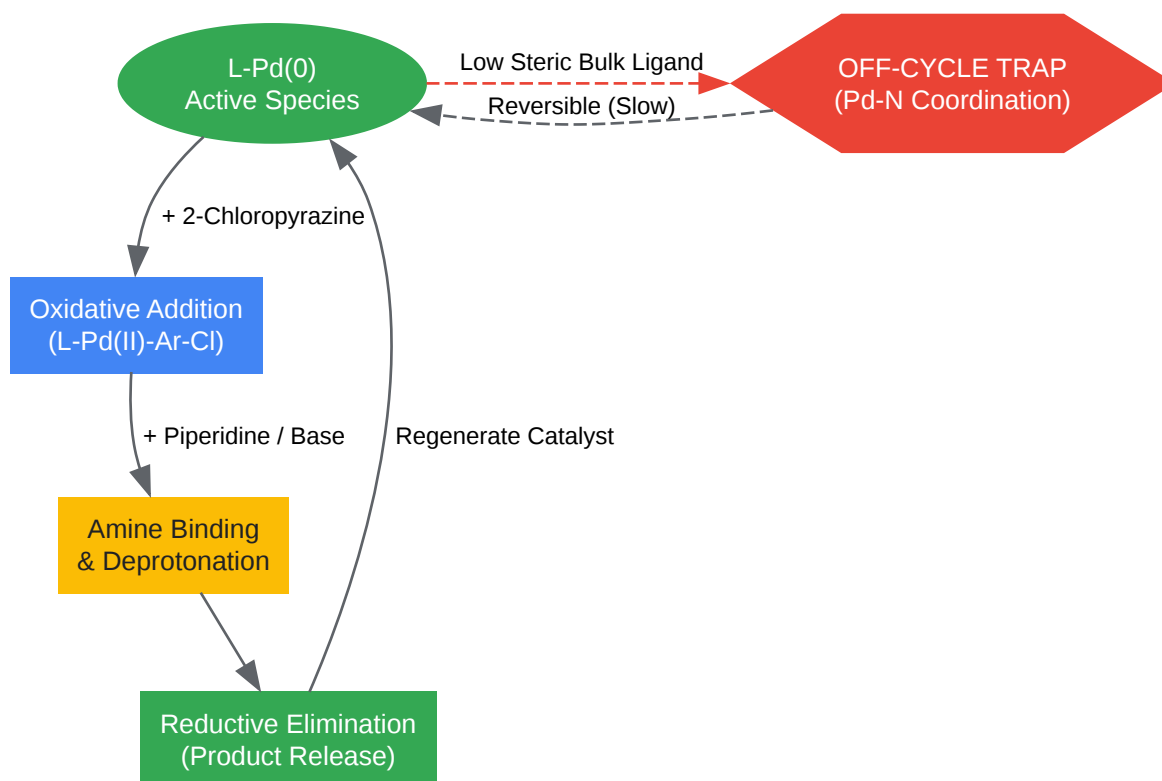 L-Pd(0)
Active Species
Low Steric Bulk Ligand
Reversible (Slow)
OFF-CYCLE TRAP
(Pd-N Coordination)
+ 2-Chloropyrazine
Oxidative Addition
(L-Pd(II)-Ar-Cl)
+ Piperidine / Base
Regenerate Catalyst
Amine Binding
& Deprotonation
Reductive Elimination
(Product Release)